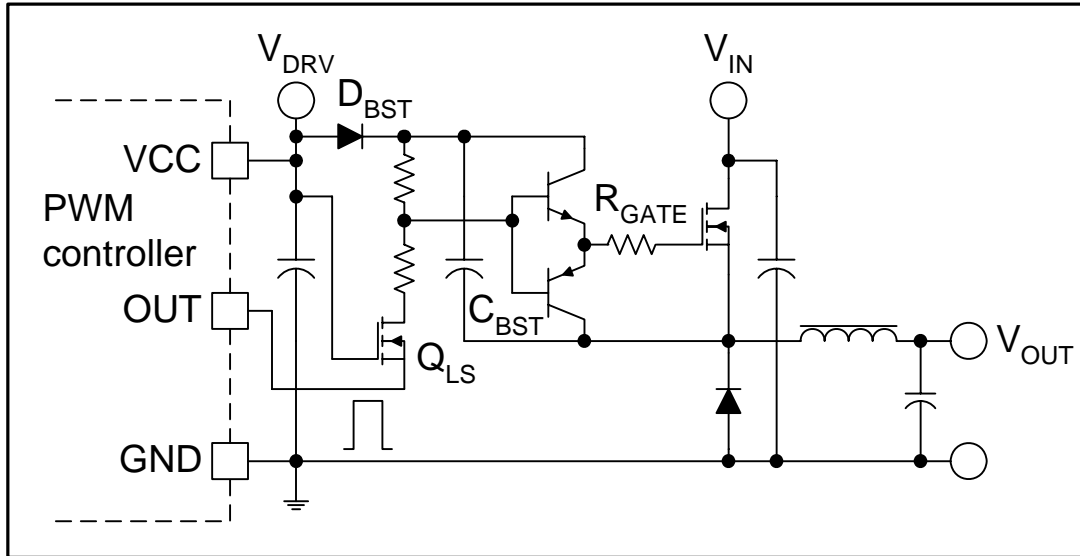 V_DRV
D_BST
V_IN
VCC
PWM
controller
R_GATE
OUT
C_BST
Q_LS
V_OUT
GND